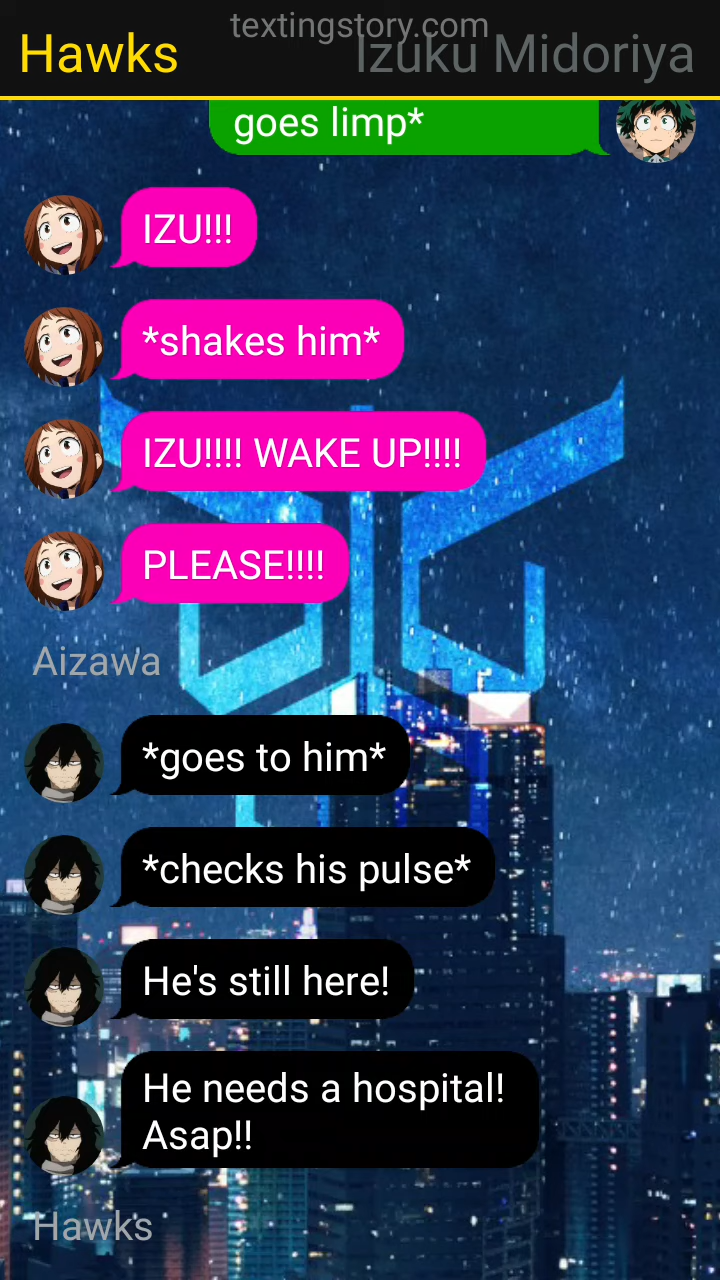 textingstory.com
Hawks
Izuku Midoriya
goes limp*
IZU!!!
*shakes him*
IZU!!!! WAKE UP!!!!
PLEASE!!!!
Aizawa
*goes to him*
*checks his pulse*
He's still here!
He needs a hospital!
Asap!!
Hawks